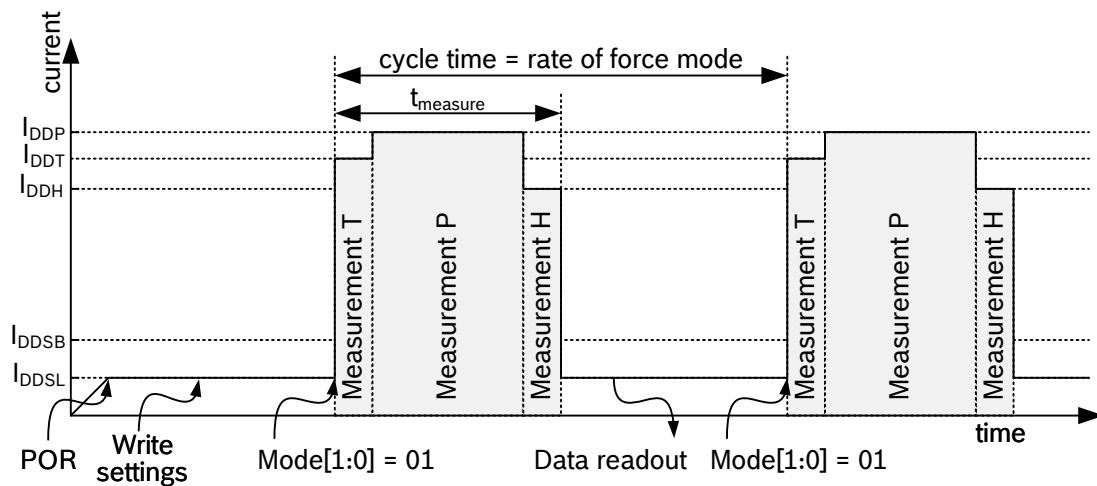 current
cycle time = rate of force mode
tmeasure
IDDP
IDDT
IDDH
Measurement T
Measurement P
Measurement H
Measurement T
Measurement P
Measurement H
IDDSB
IDDSL
time
POR
Write
settings
Mode[1:0] = 01
Data readout
Mode[1:0] = 01